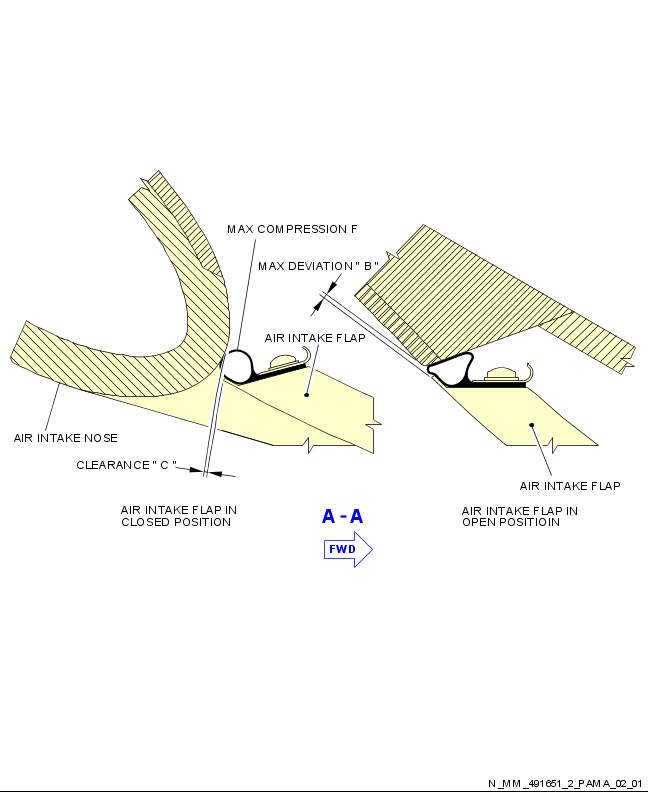 MAX COMPRESSION F
MAX DEVIATION " B "
AIR INTAKE FLAP
AIR INTAKE NOSE
CLEARANCE " C "
AIR INTAKE FLAP
AIR INTAKE FLAP IN
CLOSED POSITION
A - A
FWD
AIR INTAKE FLAP IN
OPEN POSITIOIN
N_MM_491651_2_PAMA_02_01